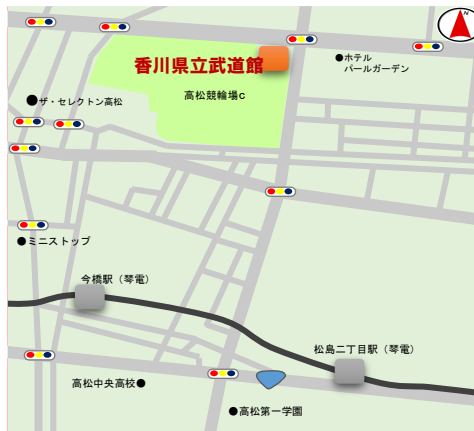 N
香川県立武道館
●ホテル
パールガーデン
高松競輪場c
●ザ・セレクトン高松
●ミニストップ
今橋駅（琴電）
松島二丁目駅（琴電）
高松中央高校●
●高松第一学園